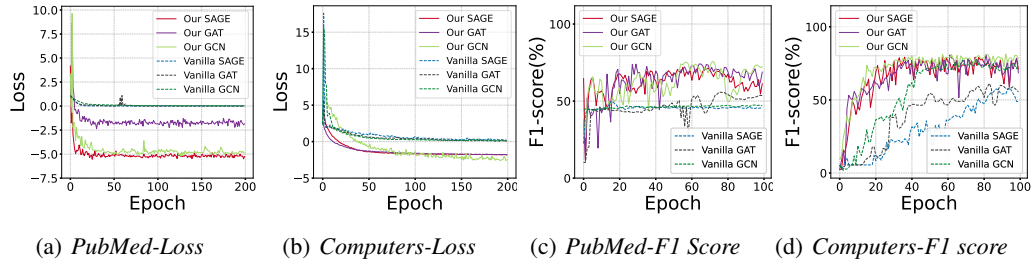 10.0
7.5
5.0
2.5
0.0
−2.5
−5.0
−7.5
Loss
0 50 100 150 200
Epoch
Our SAGE
Our GAT
Our GCN
Vanilla SAGE
Vanilla GAT
Vanilla GCN
(a) PubMed-Loss
15
10
5
0
−5
Loss
0 50 100 150 200
Epoch
Our SAGE
Our GAT
Our GCN
Vanilla SAGE
Vanilla GAT
Vanilla GCN
(b) Computers-Loss
100
50
0
F1-score(%)
0 20 40 60 80 100
Epoch
Our SAGE
Our GAT
Our GCN
Vanilla SAGE
Vanilla GAT
Vanilla GCN
(c) PubMed-F1 Score
100
50
0
F1-score(%)
0 20 40 60 80 100
Epoch
Our SAGE
Our GAT
Our GCN
Vanilla SAGE
Vanilla GAT
Vanilla GCN
(d) Computers-F1 score